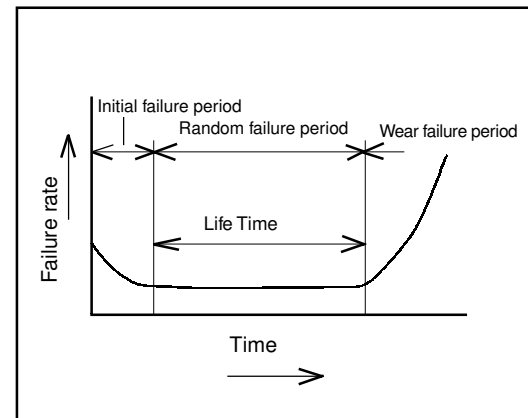 Initial failure period
Random failure period
Wear failure period
Life Time
Failure rate
Time